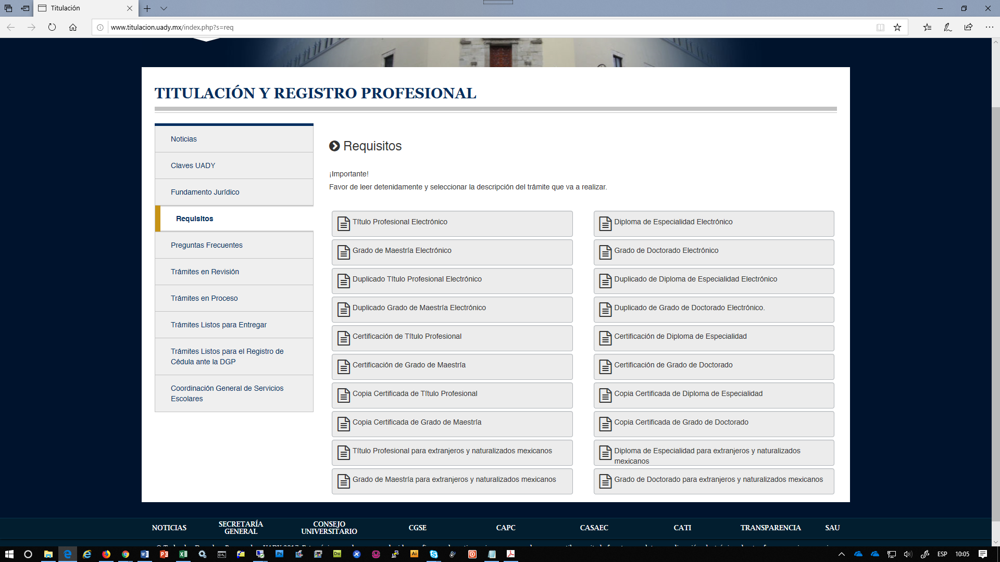 Titulación
www.titulacion.uady.mx/index.php?s=req
TITULACIÓN Y REGISTRO PROFESIONAL
Noticias
Claves UADY
Fundamento Jurídico
Requisitos
Preguntas Frecuentes
Trámites en Revisión
Trámites en Proceso
Trámites Listos para Entregar
Trámites Listos para el Registro de
Cédula ante la DGP
Coordinación General de Servicios
Escolares
Requisitos
¡Importante!
Favor de leer detenidamente y seleccionar la descripción del trámite que va a realizar.
Título Profesional Electrónico
Diploma de Especialidad Electrónico
Grado de Maestría Electrónico
Grado de Doctorado Electrónico
Duplicado Título Profesional Electrónico
Duplicado de Diploma de Especialidad Electrónico
Duplicado Grado de Maestría Electrónico
Duplicado de Grado de Doctorado Electrónico.
Certificación de Título Profesional
Certificación de Diploma de Especialidad
Certificación de Grado de Maestría
Certificación de Grado de Doctorado
Copia Certificada de Título Profesional
Copia Certificada de Diploma de Especialidad
Copia Certificada de Grado de Maestría
Copia Certificada de Grado de Doctorado
Título Profesional para extranjeros y naturalizados mexicanos
Diploma de Especialidad para extranjeros y naturalizados
mexicanos
Grado de Maestría para extranjeros y naturalizados mexicanos
Grado de Doctorado para extranjeros y naturalizados mexicanos
NOTICIAS
SECRETARÍA
GENERAL
CONSEJO
UNIVERSITARIO
CGSE
CAPC
CASAEC
CATI
TRANSPARENCIA
SAU
ESP
10:05